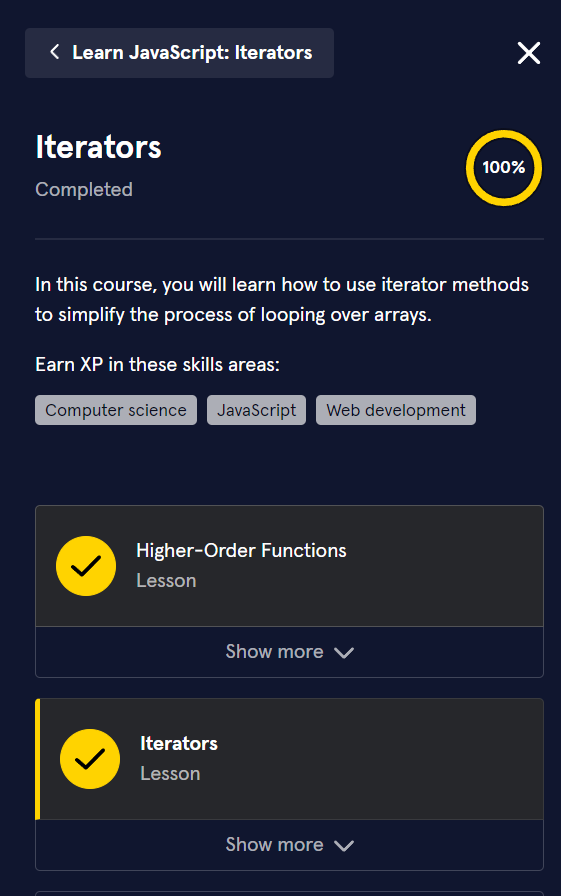 Learn JavaScript: Iterators
Iterators
100%
Completed
In this course, you will learn how to use iterator methods
to simplify the process of looping over arrays.
Earn XP in these skills areas:
Computer science JavaScript Web development
Higher-Order Functions
Lesson
Show more
Iterators
Lesson
Show more